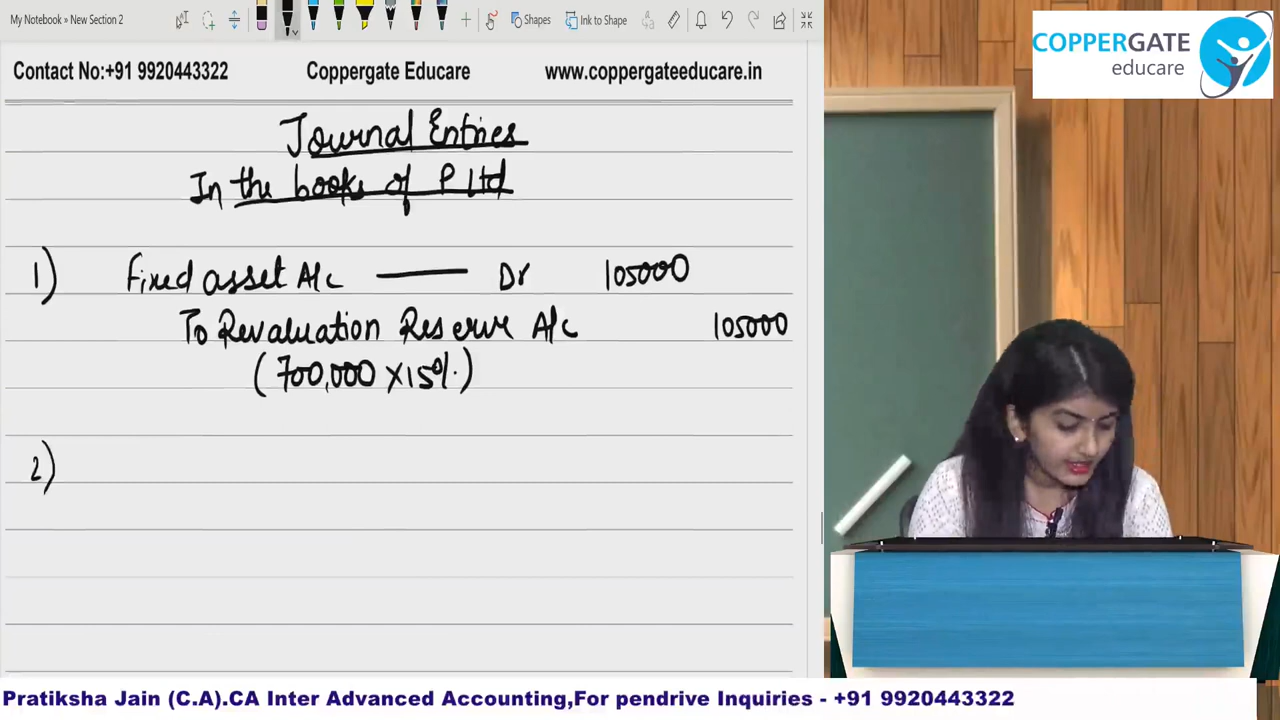 My Notebook » New Section 2
Shapes
Ink to Shape
COPPERGATE
educare
Contact No:+91 9920443322 Coppergate Educare www.coppergateeducare.in
Journal Entries
In the books of P Ltd
1) Fixed asset A/c —— Dr 105000
To Revaluation Reserve A/c 105000
(700,000 X15%)
2)
Pratiksha Jain (C.A).CA Inter Advanced Accounting,For pendrive Inquiries - +91 9920443322